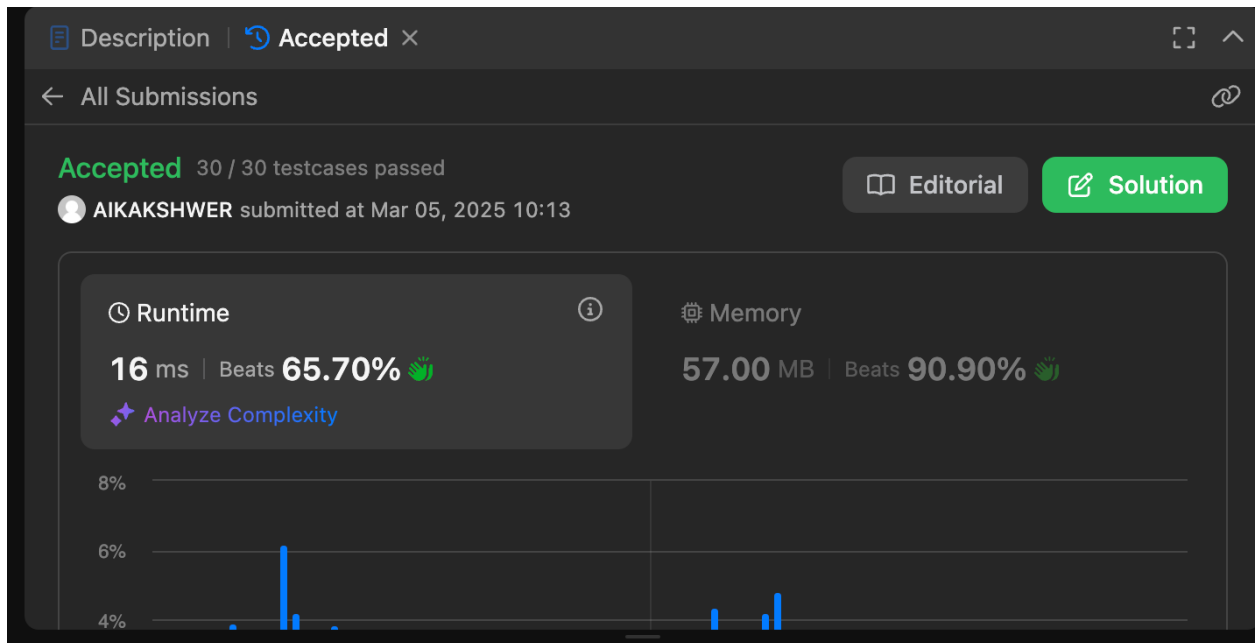 Description Accepted
All Submissions
Accepted 30 / 30 testcases passed
AIKAKSHWER submitted at Mar 05, 2025 10:13
Editorial
Solution
Runtime
16 ms Beats 65.70%
Analyze Complexity
Memory
57.00 MB Beats 90.90%
8%
6%
4%